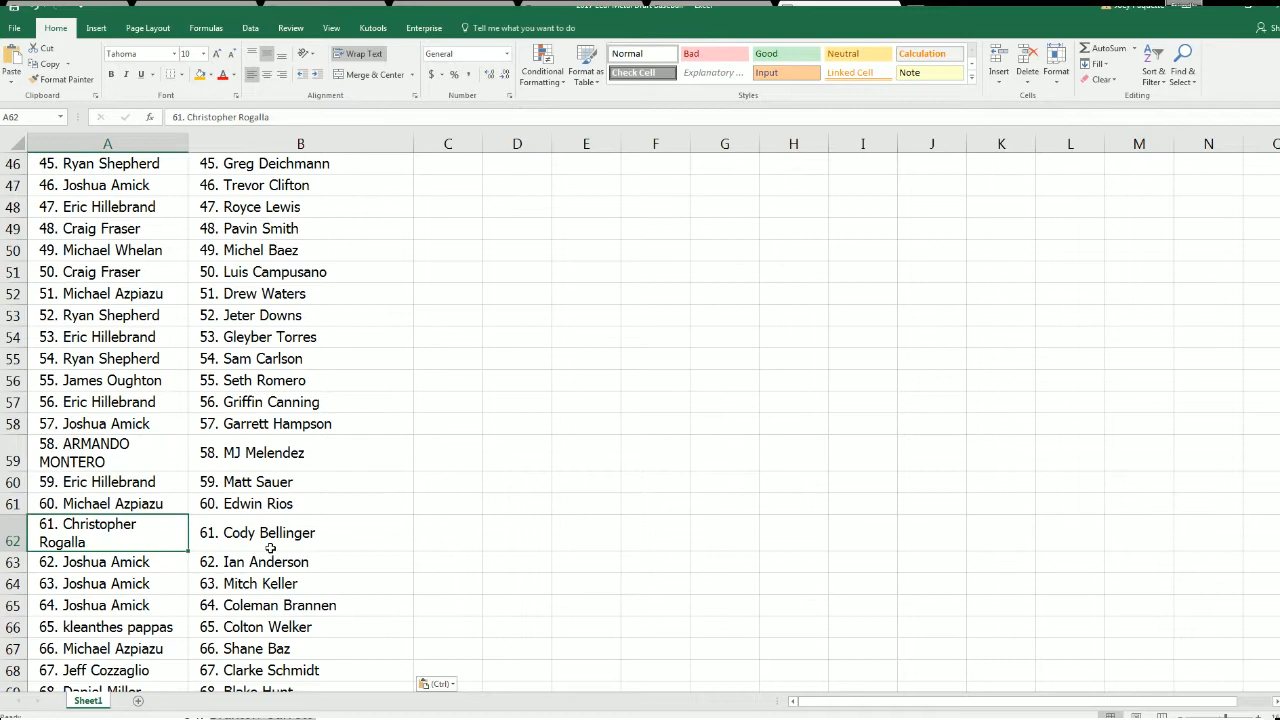 File Home Insert Page Layout Formulas Data Review View Kutools Enterprise Tell me what you want to do
Paste Cut Copy Format Painter Clipboard
Tahoma 10 B I U A Font
Wrap Text Merge & Center Alignment
General $ % Number
Conditional Formatting Format as Table
Normal Bad Good Neutral Calculation
Check Cell Explanatory ... Input Linked Cell Note
Styles
Insert Delete Format Cells
AutoSum Fill Clear Sort & Filter Find & Select Editing
A62 fx 61. Christopher Rogalla
A B C D E F G H I J K L M N
46 45. Ryan Shepherd 45. Greg Deichmann
47 46. Joshua Amick 46. Trevor Clifton
48 47. Eric Hillebrand 47. Royce Lewis
49 48. Craig Fraser 48. Pavin Smith
50 49. Michael Whelan 49. Michel Baez
51 50. Craig Fraser 50. Luis Campusano
52 51. Michael Azpiazu 51. Drew Waters
53 52. Ryan Shepherd 52. Jeter Downs
54 53. Eric Hillebrand 53. Gleyber Torres
55 54. Ryan Shepherd 54. Sam Carlson
56 55. James Oughton 55. Seth Romero
57 56. Eric Hillebrand 56. Griffin Canning
58 57. Joshua Amick 57. Garrett Hampson
59 58. ARMANDO MONTERO 58. MJ Melendez
60 59. Eric Hillebrand 59. Matt Sauer
61 60. Michael Azpiazu 60. Edwin Rios
62 61. Christopher Rogalla 61. Cody Bellinger
63 62. Joshua Amick 62. Ian Anderson
64 63. Joshua Amick 63. Mitch Keller
65 64. Joshua Amick 64. Coleman Brannen
66 65. kleanthes pappas 65. Colton Welker
67 66. Michael Azpiazu 66. Shane Baz
68 67. Jeff Cozzaglio 67. Clarke Schmidt
68. Daniel Miller 68. Blake Hunt
(Ctrl)
Sheet1